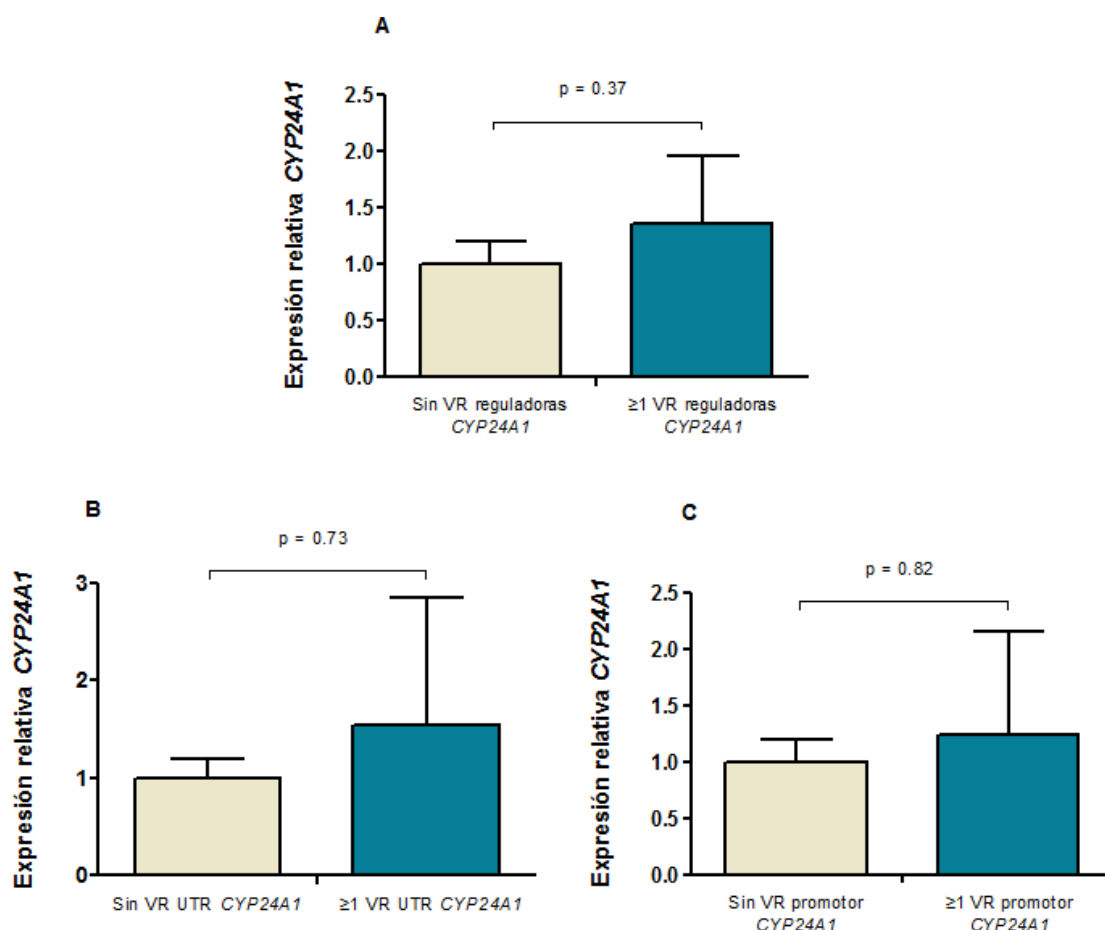 A
Expresión relativa CYP24A1
p = 0.37
2.5
2.0
1.5
1.0
0.5
0.0
Sin VR reguladoras
CYP24A1
≥1 VR reguladoras
CYP24A1
B
Expresión relativa CYP24A1
p = 0.73
3
2
1
0
Sin VR UTR CYP24A1
≥1 VR UTR CYP24A1
C
Expresión relativa CYP24A1
p = 0.82
2.5
2.0
1.5
1.0
0.5
0.0
Sin VR promotor
CYP24A1
≥1 VR promotor
CYP24A1